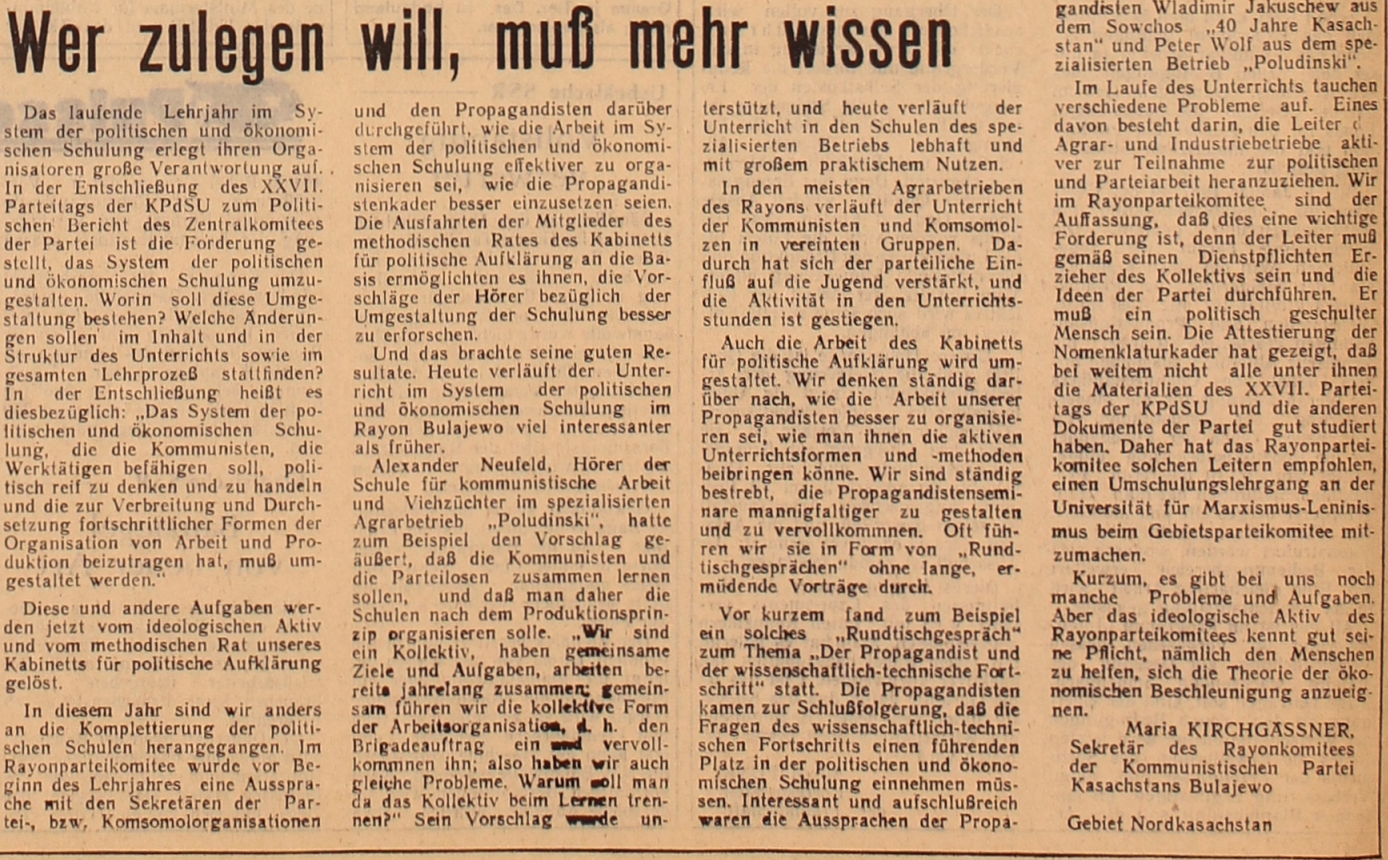 Wer zulegen will, muß mehr wissen
Das laufende Lehrjahr im Sy-
stem der politischen und ökonomi-
schen Schulung erlegt ihren Orga-
nisatoren große Verantwortung auf.
In der Entschließung des XXVII.
Parteitags der KPdSU zum Politi-
schen Bericht des Zentralkomitees
der Partei ist die Forderung ge-
stellt, das System der politischen
und ökonomischen Schulung umzu-
gestalten. Worin soll diese Umge-
staltung bestehen? Welche Änderun-
gen sollen im Inhalt und in der
Struktur des Unterrichts sowie im
gesamten Lehrprozeß stattfinden?
In der Entschließung heißt es
diesbezüglich: „Das System der po-
litischen und ökonomischen Schu-
lung, die die Kommunisten, die
Werktätigen befähigen soll, poli-
tisch reif zu denken und zu handeln
und die zur Verbreitung und Durch-
setzung fortschrittlicher Formen der
Organisation von Arbeit und Pro-
duktion beizutragen hat, muß um-
gestaltet werden.“
Diese und andere Aufgaben wer-
den jetzt vom ideologischen Aktiv
und vom methodischen Rat unseres
Kabinetts für politische Aufklärung
gelöst.
In diesem Jahr sind wir anders
an die Komplettierung der politi-
schen Schulen herangegangen. Im
Rayonparteikomitee wurde vor Be-
ginn des Lehrjahres eine Ausspra-
che mit den Sekretären der Par-
tei-, bzw. Komsomolorganisationen
und den Propagandisten darüber
durchgeführt, wie die Arbeit im Sy-
stem der politischen und ökonomi-
schen Schulung effektiver zu orga-
nisieren sei, wie die Propagandi-
stenkader besser einzusetzen seien.
Die Ausfahrten der Mitglieder des
methodischen Rates des Kabinetts
für politische Aufklärung an die Ba-
sis ermöglichten es ihnen, die Vor-
schläge der Hörer bezüglich der
Umgestaltung der Schulung besser
zu erforschen.
Und das brachte seine guten Re-
sultate. Heute verläuft der Unter-
richt im System der politischen
und ökonomischen Schulung im
Rayon Bulajewo viel interessanter
als früher.
Alexander Neufeld, Hörer der
Schule für kommunistische Arbeit
und Viehzüchter im spezialisierten
Agrarbetrieb „Poludinski“, hatte
zum Beispiel den Vorschlag ge-
äußert, daß die Kommunisten und
die Parteilosen zusammen lernen
sollen, und daß man daher die
Schulen nach dem Produktionsprin-
zip organisieren solle. „Wir sind
ein Kollektiv, haben gemeinsame
Ziele und Aufgaben, arbeiten be-
reits jahrelang zusammen; gemein-
sam führen wir die kollektive Form
der Arbeitsorganisation, d. h. den
Brigadeauftrag ein und vervoll-
kommnen ihn; also haben wir auch
gleiche Probleme. Warum soll man
da das Kollektiv beim Lernen tren-
nen?“ Sein Vorschlag wurde un-
terstützt, und heute verläuft der
Unterricht in den Schulen des spe-
zialisierten Betriebs lebhaft und
mit großem praktischem Nutzen.
In den meisten Agrarbetrieben
des Rayons verläuft der Unterricht
der Kommunisten und Komsomol-
zen in vereinten Gruppen. Da-
durch hat sich der parteiliche Ein-
fluß auf die Jugend verstärkt, und
die Aktivität in den Unterrichts-
stunden ist gestiegen.
Auch die Arbeit des Kabinetts
für politische Aufklärung wird um-
gestaltet. Wir denken ständig dar-
über nach, wie die Arbeit unserer
Propagandisten besser zu organisie-
ren sei, wie man ihnen die aktiven
Unterrichtsformen und -methoden
beibringen könne. Wir sind ständig
bestrebt, die Propagandistensemi-
nare mannigfaltiger zu gestalten
und zu vervollkommnen. Oft füh-
ren wir sie in Form von „Rund-
tischgesprächen“ ohne lange, er-
müdende Vorträge durch.
Vor kurzem fand zum Beispiel
ein solches „Rundtischgespräch“
zum Thema „Der Propagandist und
der wissenschaftlich-technische Fort-
schritt“ statt. Die Propagandisten
kamen zur Schlußfolgerung, daß die
Fragen des wissenschaftlich-techni-
schen Fortschritts einen führenden
Platz in der politischen und ökono-
mischen Schulung einnehmen müs-
sen. Interessant und aufschlußreich
waren die Aussprachen der Propa-
gandisten Wladimir Jakuschew aus
dem Sowchos „40 Jahre Kasach-
stan“ und Peter Wolf aus dem spe-
zialisierten Betrieb „Poludinski“.
Im Laufe des Unterrichts tauchen
verschiedene Probleme auf. Eines
davon besteht darin, die Leiter
Agrar- und Industriebetriebe akti-
ver zur Teilnahme zur politischen
und Parteiarbeit heranzuziehen. Wir
im Rayonparteikomitee sind der
Auffassung, daß dies eine wichtige
Forderung ist, denn der Leiter muß
gemäß seinen Dienstpflichten Er-
zieher des Kollektivs sein und die
Ideen der Partei durchführen. Er
muß ein politisch geschulter
Mensch sein. Die Attestierung der
Nomenklaturkader hat gezeigt, daß
bei weitem nicht alle unter ihnen
die Materialien des XXVII. Partei-
tags der KPdSU und die anderen
Dokumente der Partei gut studiert
haben. Daher hat das Rayonpartei-
komitee solchen Leitern empfohlen,
einen Umschulungslehrgang an der
Universität für Marxismus-Leninis-
mus beim Gebietsparteikomitee mit-
zumachen.
Kurzum, es gibt bei uns noch
manche Probleme und Aufgaben.
Aber das ideologische Aktiv des
Rayonparteikomitees kennt gut sei-
ne Pflicht, nämlich den Menschen
zu helfen, sich die Theorie der öko-
nomischen Beschleunigung anzueig-
nen.
Maria KIRCHGÄSSNER,
Sekretär des Rayonkomitees
der Kommunistischen Partei
Kasachstans Bulajewo
Gebiet Nordkasachstan